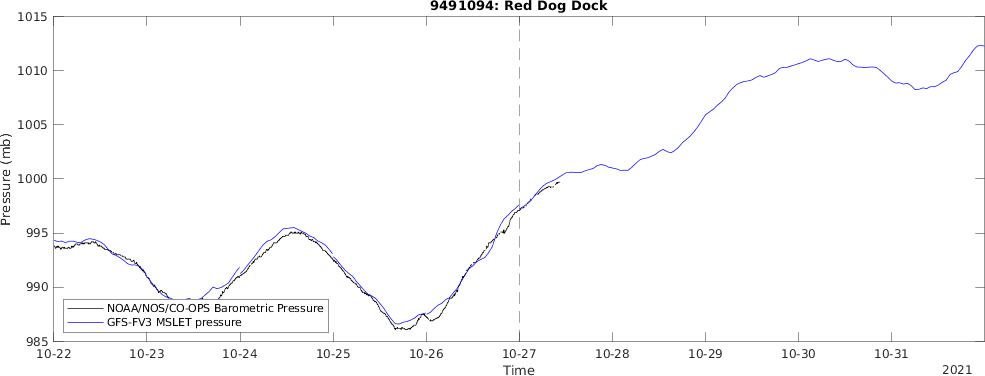 9491094: Red Dog Dock
1015
1010
1005
1000
995
990
985
Pressure (mb)
NOAA/NOS/CO-OPS Barometric Pressure
GFS-FV3 MSLET pressure
10-22 10-23 10-24 10-25 10-26 10-27 10-28 10-29 10-30 10-31
Time
2021